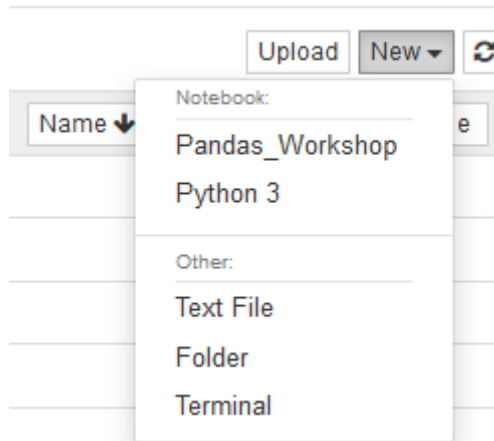 Upload New
Notebook:
Name e
Pandas_Workshop
Python 3
Other:
Text File
Folder
Terminal